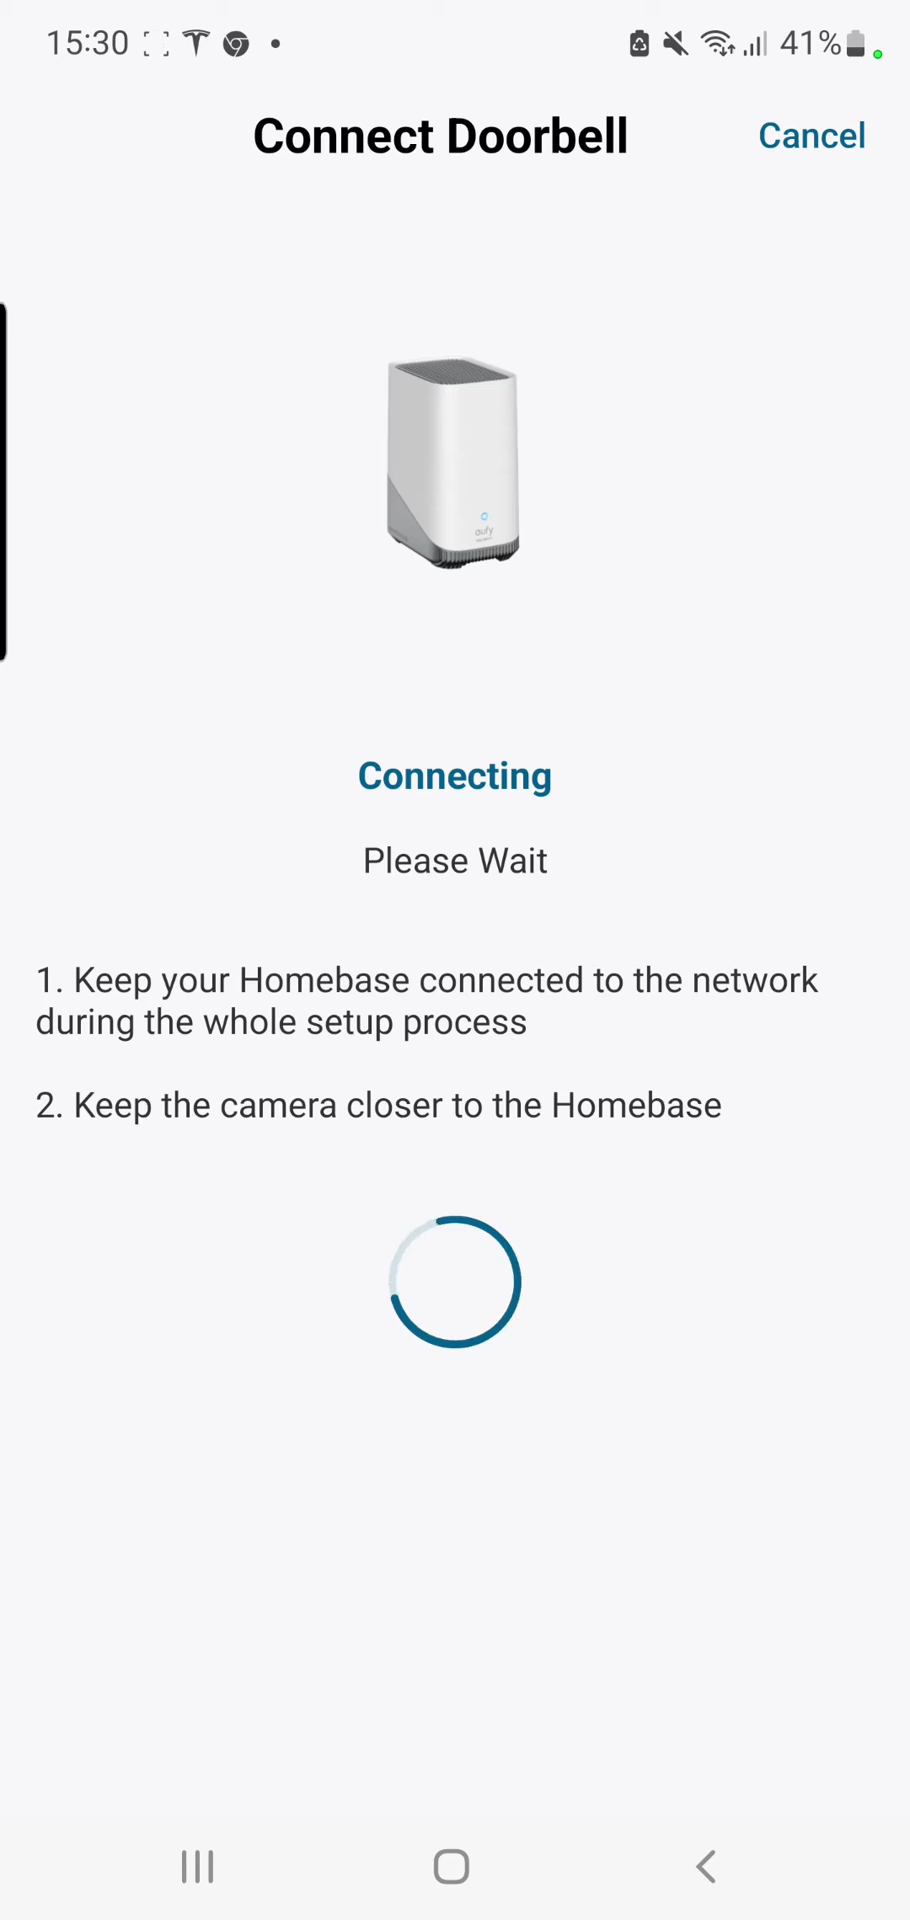 15:30
41%
Connect Doorbell
Cancel
eufy
Connecting
Please Wait
1. Keep your Homebase connected to the network
during the whole setup process
2. Keep the camera closer to the Homebase